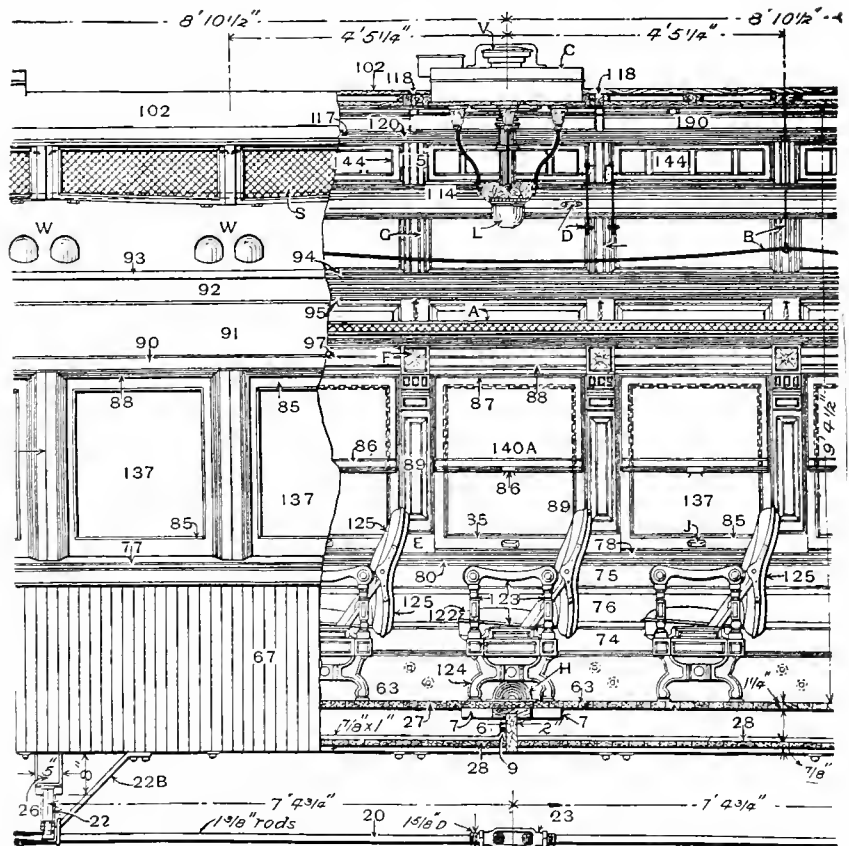 8' 10½" 8' 10½"
4' 5¼" 4' 5¼"
V C
102 118 118
102 117 120 190
144 115 144
114
S L D B
W W G
93 94
92
95 A
91
90 97 F
88 85 87 88
86 140A
137 89 9' 4½"
137 86 137
85 125 85 89 J 85
77 E 78
80 75 125
125 123 76
122
67 74
124 H
63 63 1¼"
27 7 7
⅞" x 1" 6 2" 28
28 9 ⅞"
5" 8" 22B
26 22 7' 4¾" 7' 4¾"
1⅜" rods 20 1⅝" D 23